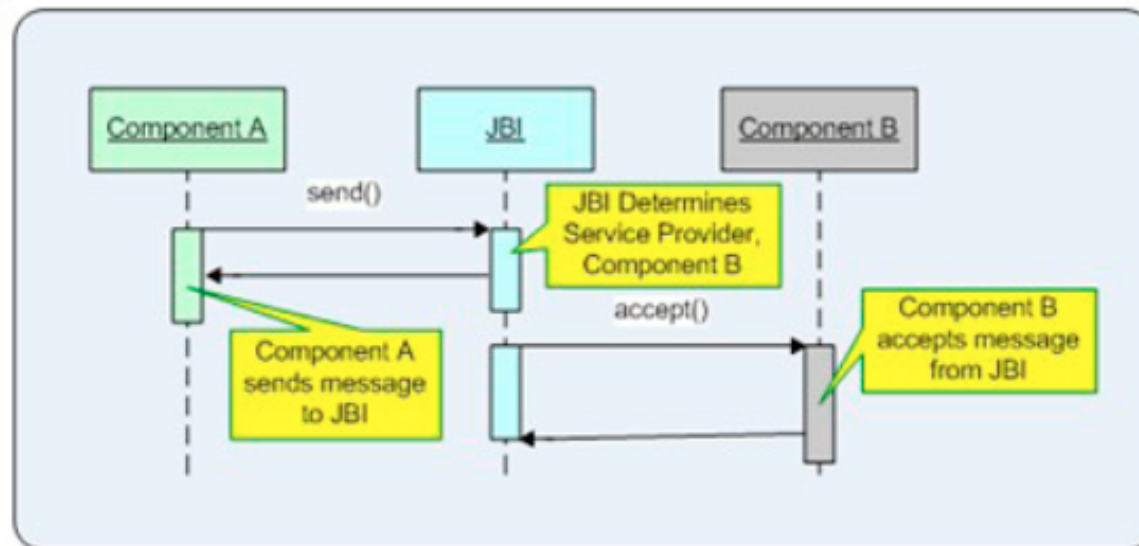 Component A
JBI
Component B
send()
JBI Determines
Service Provider,
Component B
accept()
Component A
sends message
to JBI
Component B
accepts message
from JBI